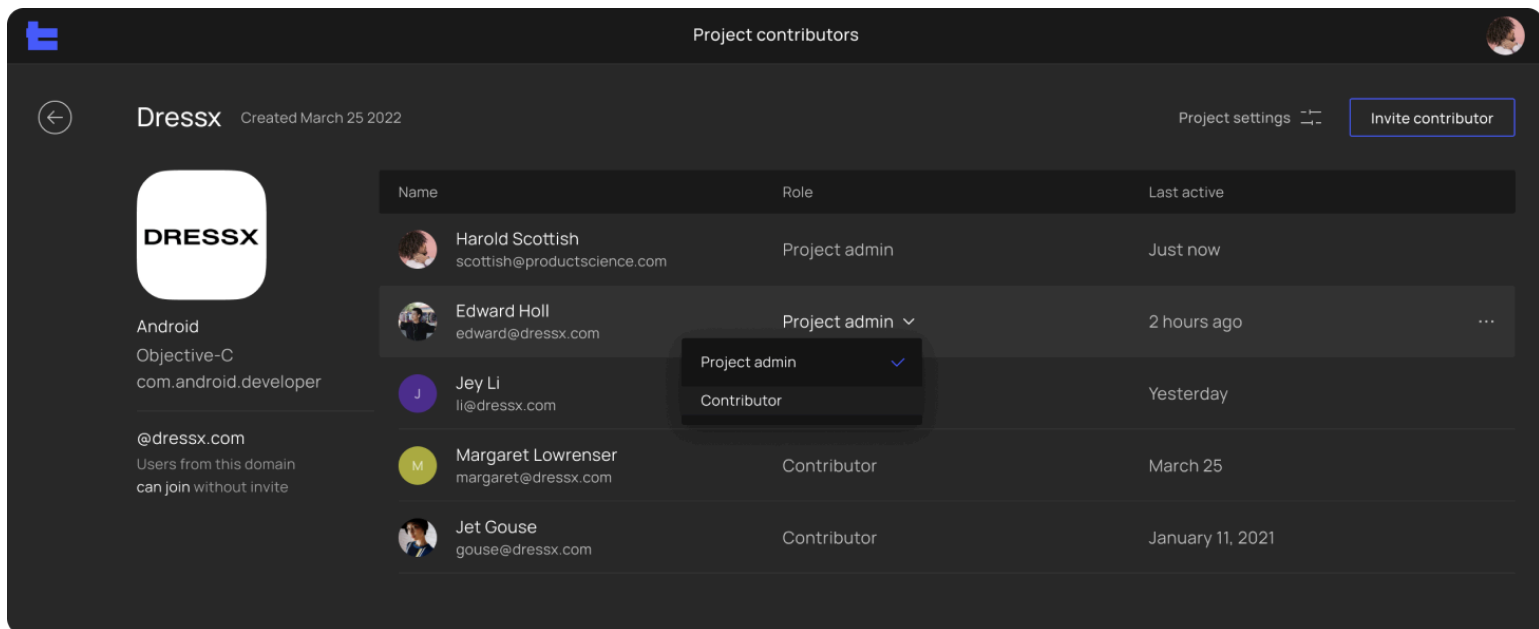 Project contributors
Dressx Created March 25 2022
Project settings
Invite contributor
DRESSX
Android
Objective-C
com.android.developer
@dressx.com
Users from this domain
can join without invite
Name Role Last active
Harold Scottish
scottish@productscience.com
Project admin
Just now
Edward Holl
edward@dressx.com
Project admin
2 hours ago
Project admin
Contributor
J
Jey Li
li@dressx.com
Yesterday
M
Margaret Lowrenser
margaret@dressx.com
Contributor
March 25
Jet Gouse
gouse@dressx.com
Contributor
January 11, 2021